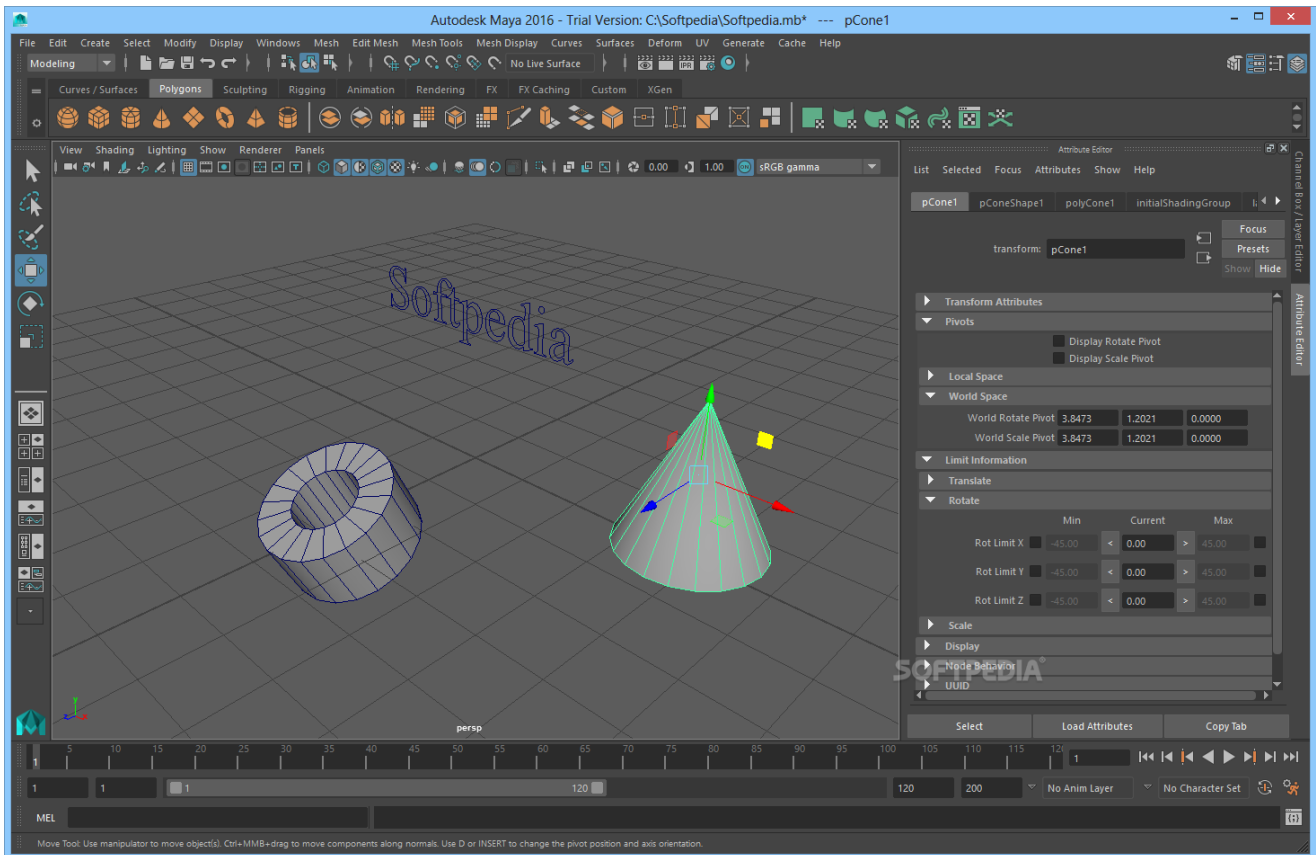 Autodesk Maya 2016 - Trial Version: C:\Softpedia\Softpedia.mb* --- pCone1
File Edit Create Select Modify Display Windows Mesh Edit Mesh Mesh Tools Mesh Display Curves Surfaces Deform UV Generate Cache Help
Modeling No Live Surface IPR
Curves / Surfaces Polygons Sculpting Rigging Animation Rendering FX FX Caching Custom XGen
View Shading Lighting Show Renderer Panels
0.00 1.00 ON sRGB gamma
Attribute Editor
List Selected Focus Attributes Show Help
pCone1 pConeShape1 polyCone1 initialShadingGroup
Focus
transform: pCone1 Presets
Show Hide
Channel Box / Layer Editor
Attribute Editor
Transform Attributes
Pivots
Display Rotate Pivot
Display Scale Pivot
Local Space
World Space
World Rotate Pivot 3.8473 1.2021 0.0000
World Scale Pivot 3.8473 1.2021 0.0000
Limit Information
Translate
Rotate
Min Current Max
Rot Limit X -45.00 < 0.00 > 45.00
Rot Limit Y -45.00 < 0.00 > 45.00
Rot Limit Z -45.00 < 0.00 > 45.00
Scale
Display
Node Behavior
UUID
SOFTPEDIA®
Select Load Attributes Copy Tab
Softpedia
y
z x
persp
5 10 15 20 25 30 35 40 45 50 55 60 65 70 75 80 85 90 95 100 105 110 115 120
1 1
1 1 1 120 120 200 No Anim Layer No Character Set
MEL
Move Tool: Use manipulator to move object(s). Ctrl+MMB+drag to move components along normals. Use D or INSERT to change the pivot position and axis orientation.